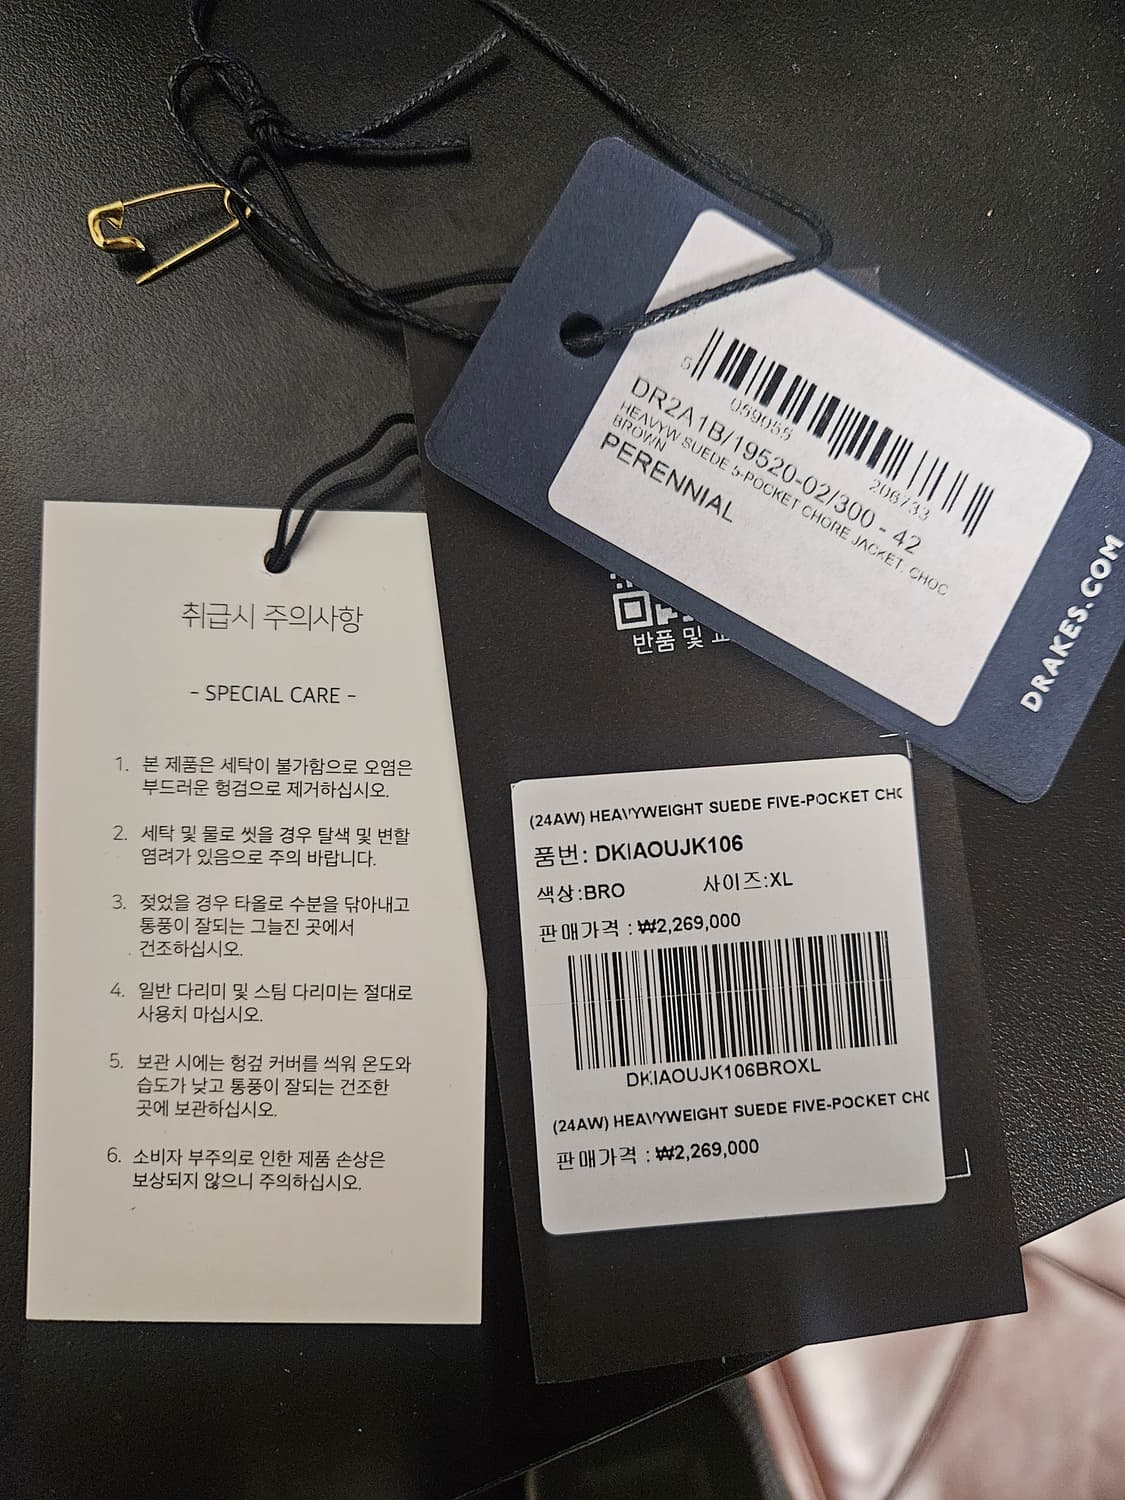 5
059055
206733
DR2A1B/19520-02/300 - 42
HEAVYW SUEDE 5-POCKET CHORE JACKET, CHOC
BROWN
PERENNIAL
DRAKES.COM
반품 및
취급시 주의사항
- SPECIAL CARE -
1. 본 제품은 세탁이 불가함으로 오염은
부드러운 헝겊으로 제거하십시오.
2. 세탁 및 물로 씻을 경우 탈색 및 변할
염려가 있음으로 주의 바랍니다.
3. 젖었을 경우 타올로 수분을 닦아내고
통풍이 잘되는 그늘진 곳에서
건조하십시오.
4. 일반 다리미 및 스팀 다리미는 절대로
사용치 마십시오.
5. 보관 시에는 헝겊 커버를 씌워 온도와
습도가 낮고 통풍이 잘되는 건조한
곳에 보관하십시오.
6. 소비자 부주의로 인한 제품 손상은
보상되지 않으니 주의하십시오.
(24AW) HEAVYWEIGHT SUEDE FIVE-POCKET CHO
품번: DKIAOUJK106
색상:BRO 사이즈:XL
판매가격 : ₩2,269,000
DKIAOUJK106BROXL
(24AW) HEAVYWEIGHT SUEDE FIVE-POCKET CHO
판매가격 : ₩2,269,000